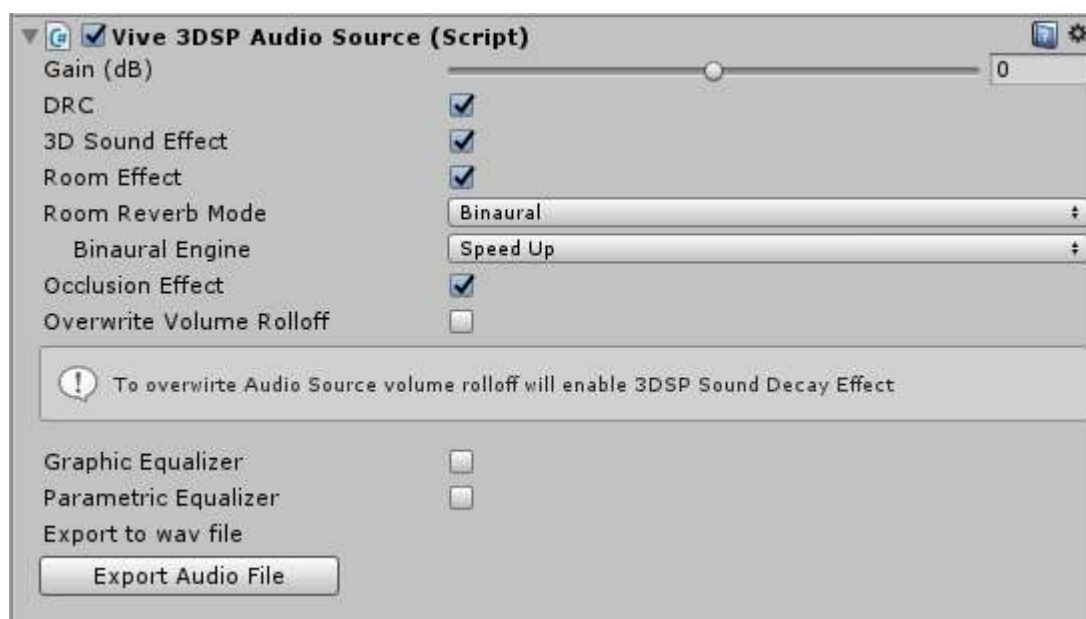 Vive 3DSP Audio Source (Script)
Gain (dB) 0
DRC
3D Sound Effect
Room Effect
Room Reverb Mode Binaural
Binaural Engine Speed Up
Occlusion Effect
Overwrite Volume Rolloff
To overwirte Audio Source volume rolloff will enable 3DSP Sound Decay Effect
Graphic Equalizer
Parametric Equalizer
Export to wav file
Export Audio File